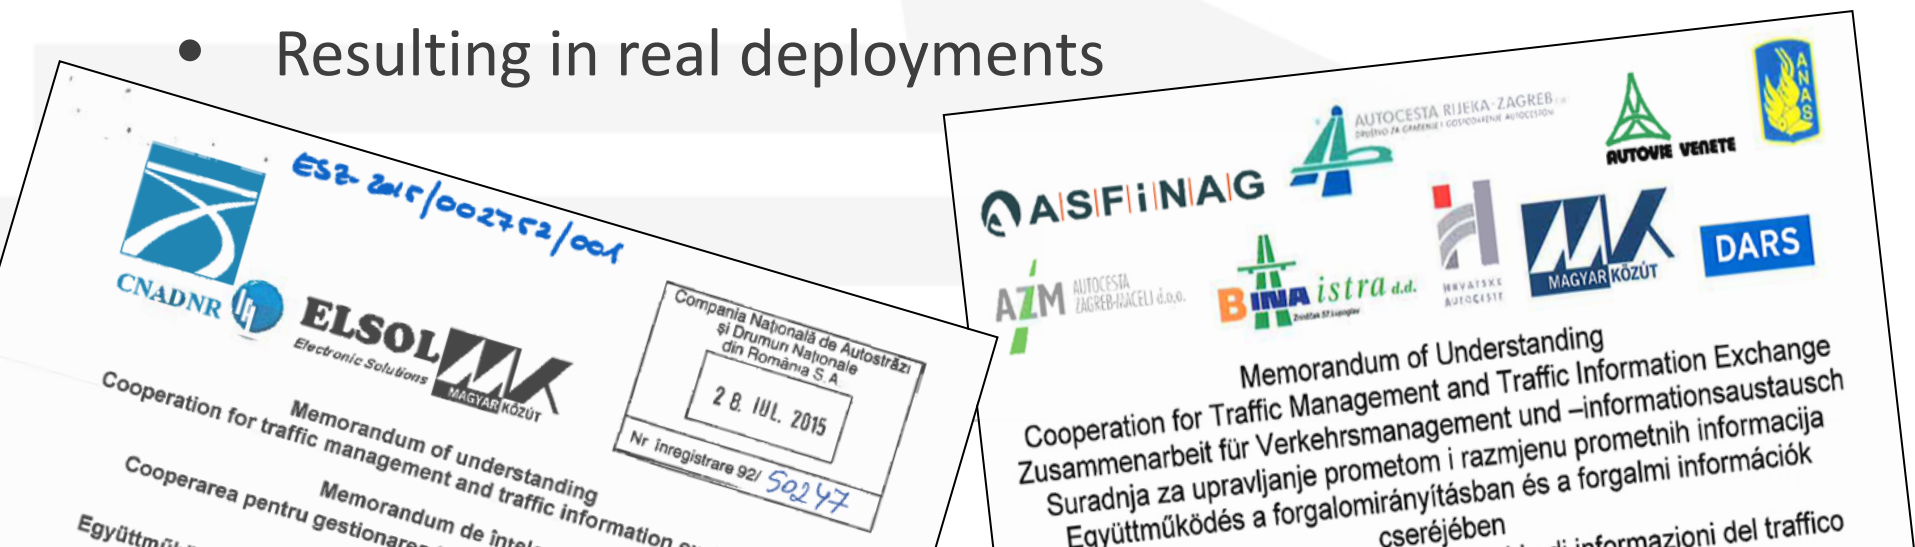 • Resulting in real deployments
ESZ-2015/002752/001
CNADNR
ELSOL
Electronic Solutions
MAGYAR KÖZÚT
Compania Naţională de Autostrăzi
şi Drumuri Naţionale
din România S.A.
28. IUL. 2015
Nr înregistrare 92/ 50247
Memorandum of understanding
Cooperation for traffic management and traffic information
Memorandum de
Cooperarea pentru
AUTOCESTA RIJEKA-ZAGREB
AUTOVIE VENETE
ANAS
ASFiNAG
AZM AUTOCESTA
ZAGREB-MACELJ d.o.o.
BINA istra d.d.
HRVATSKE
AUTOCESTE
MAGYAR KÖZÚT
DARS
Memorandum of Understanding
Cooperation for Traffic Management and Traffic Information Exchange
Zusammenarbeit für Verkehrsmanagement und –informationsaustausch
Suradnja za upravljanje prometom i razmjenu prometnih informacija
Együttműködés a forgalomirányításban és a forgalmi információk
cseréjében
di informazioni del traffico